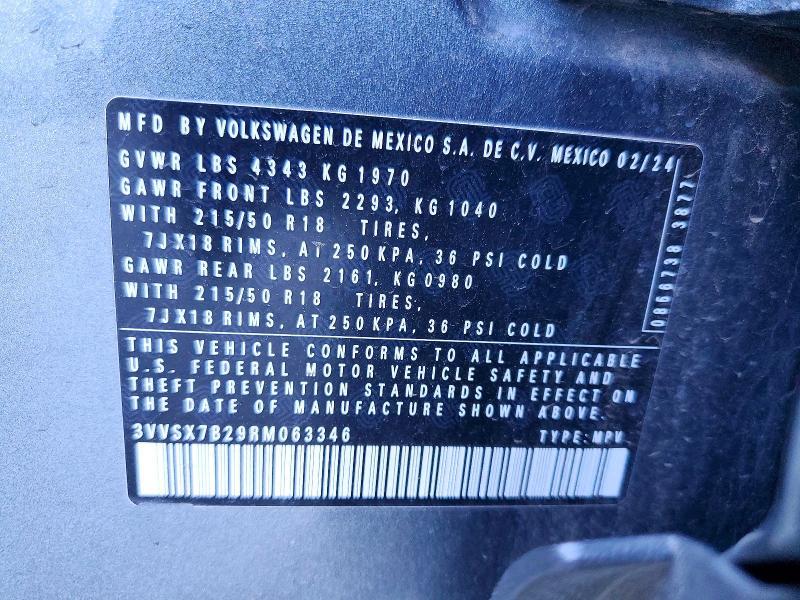 MFD BY VOLKSWAGEN DE MEXICO S.A. DE C.V. MEXICO 02/24
GVWR LBS 4343 KG 1970
GAWR FRONT LBS 2293, KG 1040
WITH 215/50 R18 TIRES,
7JX18 RIMS, AT 250 KPA, 36 PSI COLD
GAWR REAR LBS 2161, KG0980
WITH 215/50 R18 TIRES,
7JX18 RIMS, AT 250 KPA, 36 PSI COLD
0860738 3877
THIS VEHICLE CONFORMS TO ALL APPLICABLE
U.S. FEDERAL MOTOR VEHICLE SAFETY AND
THEFT PREVENTION STANDARDS IN EFFECT ON
THE DATE OF MANUFACTURE SHOWN ABOVE.
3VVSX7B29RM063346 TYPE: MPV